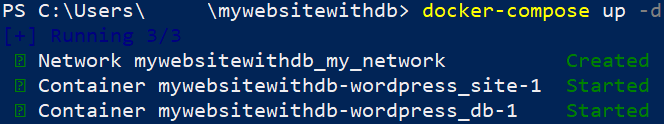 PS C:\Users\      \mywebsitewithdb> docker-compose up -d
[+] Running 3/3
 Network mywebsitewithdb_my_network Created
 Container mywebsitewithdb-wordpress_site-1 Started
 Container mywebsitewithdb-wordpress_db-1 Started